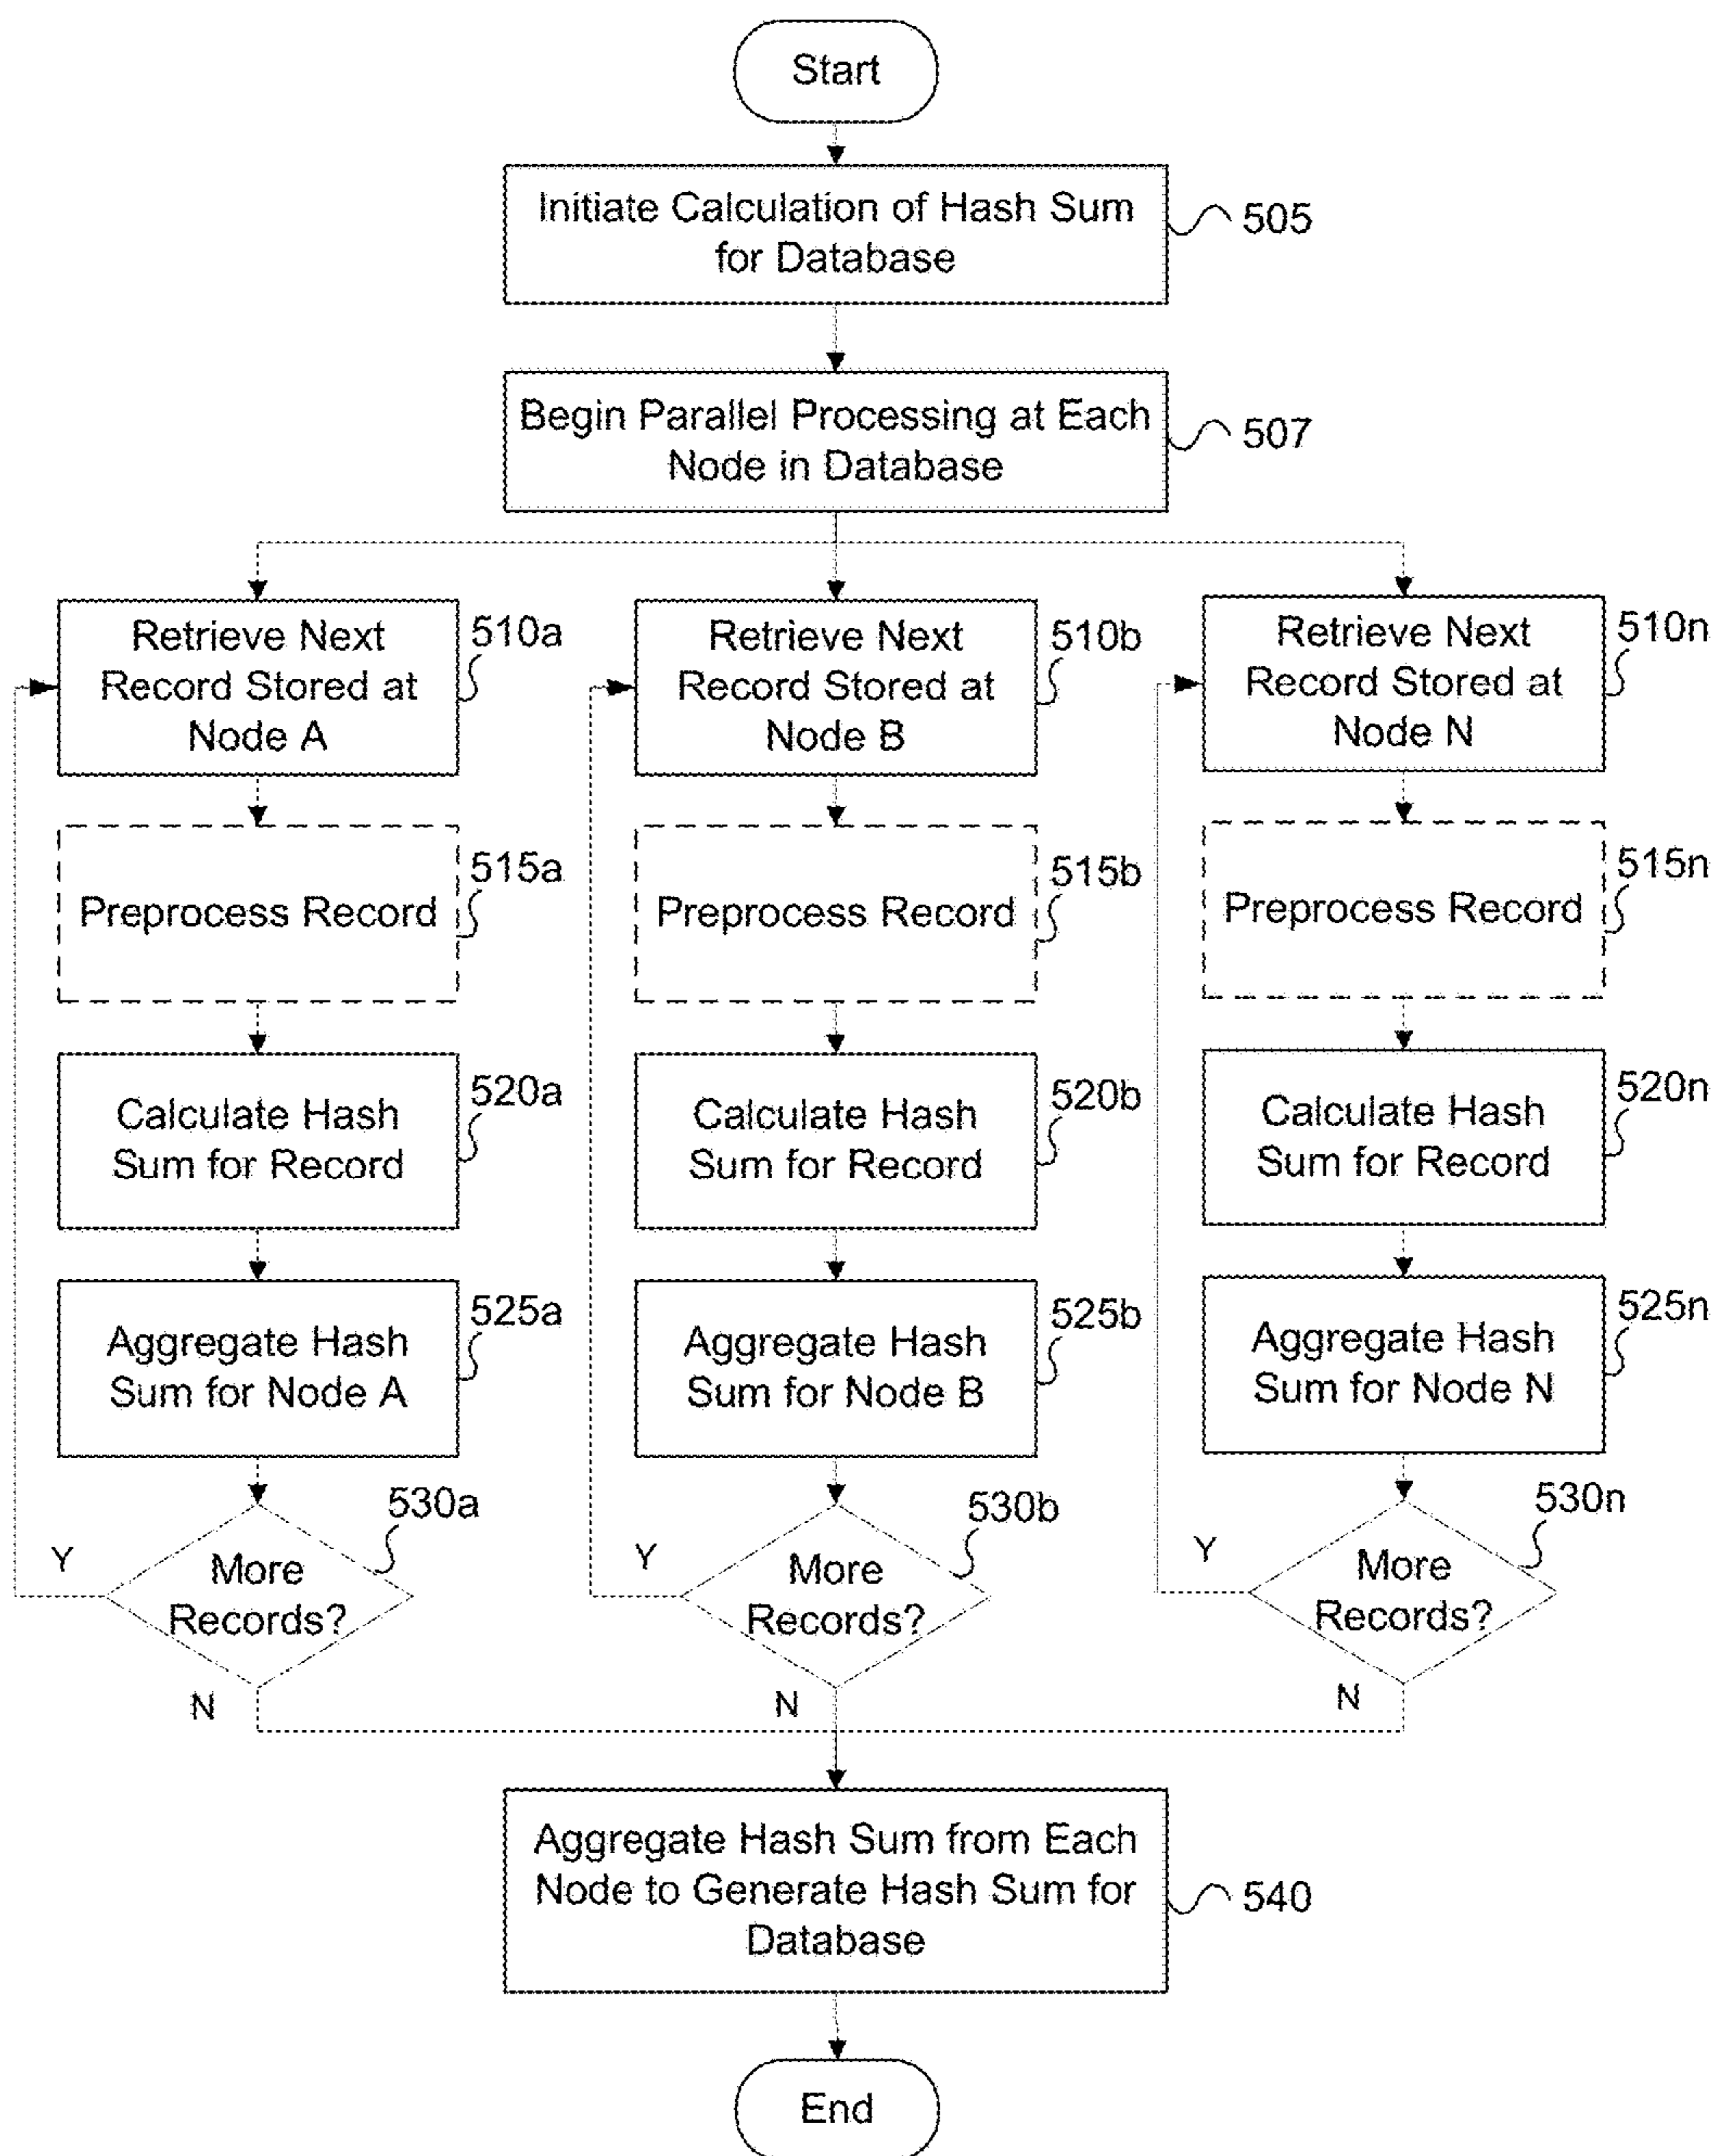 Start
Initiate Calculation of Hash Sum
for Database
505
Begin Parallel Processing at Each
Node in Database
507
Retrieve Next
Record Stored at
Node A
510a
Retrieve Next
Record Stored at
Node B
510b
Retrieve Next
Record Stored at
Node N
510n
Preprocess Record
515a
Preprocess Record
515b
Preprocess Record
515n
Calculate Hash
Sum for Record
520a
Calculate Hash
Sum for Record
520b
Calculate Hash
Sum for Record
520n
Aggregate Hash
Sum for Node A
525a
Aggregate Hash
Sum for Node B
525b
Aggregate Hash
Sum for Node N
525n
530a
Y
More
Records?
N
530b
Y
More
Records?
N
530n
Y
More
Records?
N
Aggregate Hash Sum from Each
Node to Generate Hash Sum for
Database
540
End